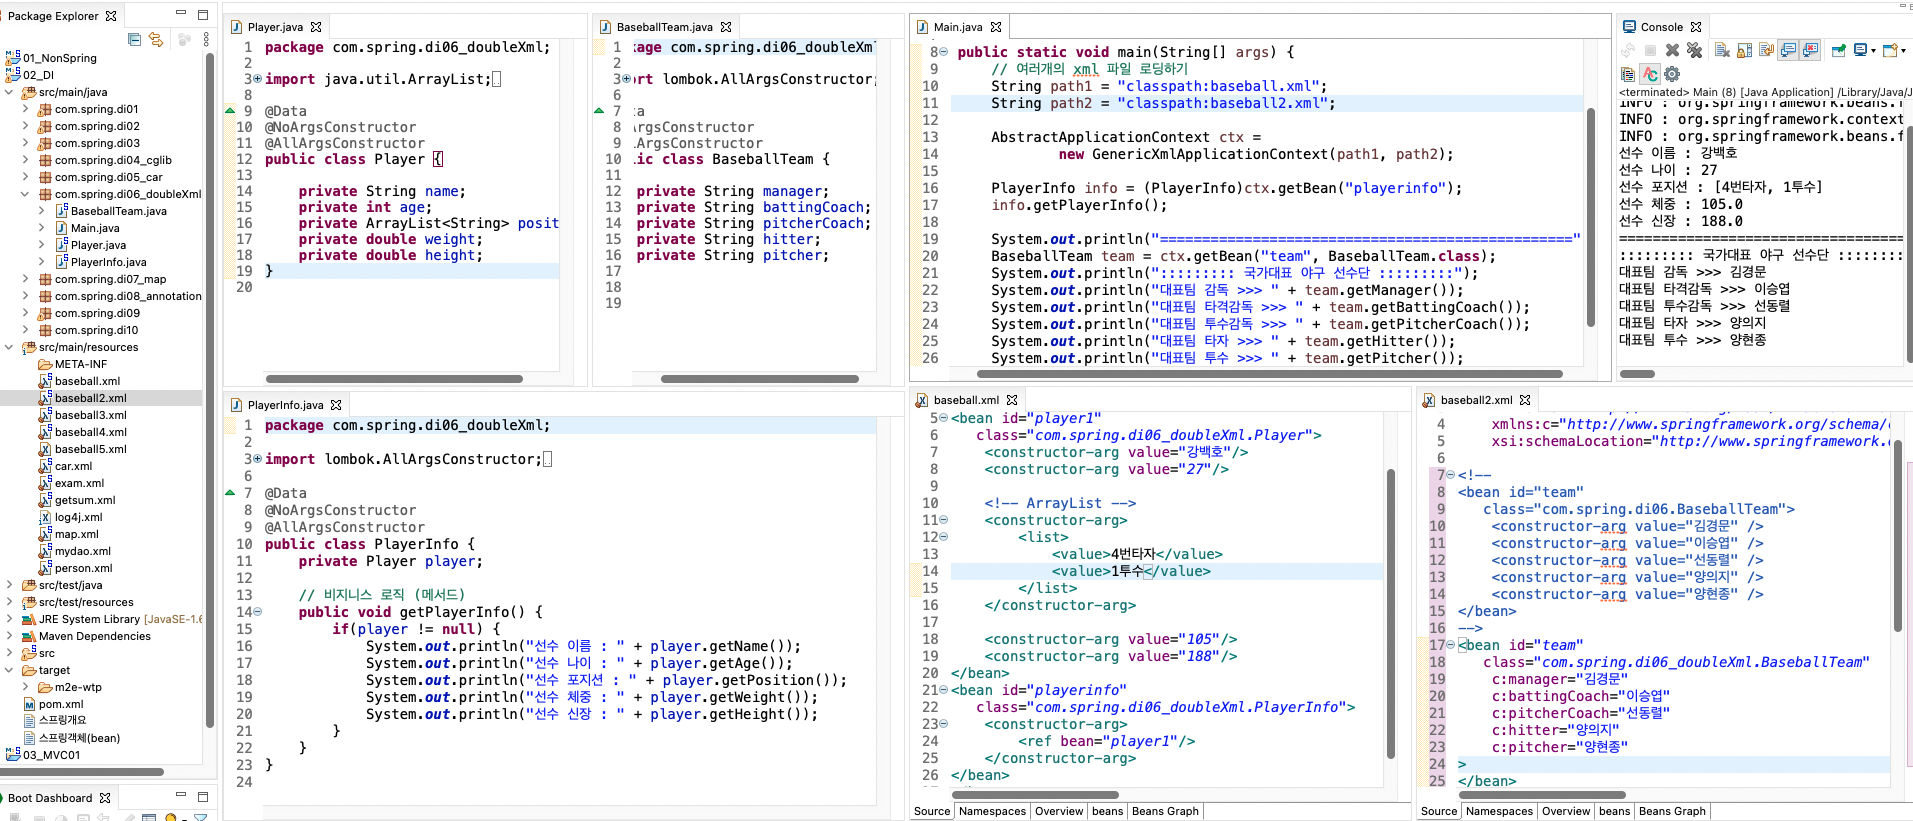 Package Explorer
01_NonSpring
02_DI
src/main/java
com.spring.di01
com.spring.di02
com.spring.di03
com.spring.di04_cglib
com.spring.di05_car
com.spring.di06_doubleXml
BaseballTeam.java
Main.java
Player.java
PlayerInfo.java
com.spring.di07_map
com.spring.di08_annotation
com.spring.di09
com.spring.di10
src/main/resources
META-INF
baseball.xml
baseball2.xml
baseball3.xml
baseball4.xml
baseball5.xml
car.xml
exam.xml
getsum.xml
log4j.xml
map.xml
mydao.xml
person.xml
src/test/java
src/test/resources
JRE System Library [JavaSE-1.6
Maven Dependencies
src
target
m2e-wtp
pom.xml
스프링개요
스프링객체(bean)
03_MVC01
Boot Dashboard
Player.java
1 package com.spring.di06_doubleXml;
2
3 import java.util.ArrayList;
8
9 @Data
10 @NoArgsConstructor
11 @AllArgsConstructor
12 public class Player {
13
14 private String name;
15 private int age;
16 private ArrayList<String> posit
17 private double weight;
18 private double height;
19 }
20
BaseballTeam.java
1 kage com.spring.di06_doubleXml
2
3 rt lombok.AllArgsConstructor;
6
7 ta
8 ArgsConstructor
9 LArgsConstructor
10 lic class BaseballTeam {
11
12 private String manager;
13 private String battingCoach;
14 private String pitcherCoach;
15 private String hitter;
16 private String pitcher;
17
18
19
Main.java
8 public static void main(String[] args) {
9 // 여러개의 xml 파일 로딩하기
10 String path1 = "classpath:baseball.xml";
11 String path2 = "classpath:baseball2.xml";
12
13 AbstractApplicationContext ctx =
14 new GenericXmlApplicationContext(path1, path2);
15
16 PlayerInfo info = (PlayerInfo)ctx.getBean("playerinfo");
17 info.getPlayerInfo();
18
19 System.out.println("================================================="
20 BaseballTeam team = ctx.getBean("team", BaseballTeam.class);
21 System.out.println("::::::::: 국가대표 야구 선수단 :::::::::");
22 System.out.println("대표팀 감독 >>> " + team.getManager());
23 System.out.println("대표팀 타격감독 >>> " + team.getBattingCoach());
24 System.out.println("대표팀 투수감독 >>> " + team.getPitcherCoach());
25 System.out.println("대표팀 타자 >>> " + team.getHitter());
26 System.out.println("대표팀 투수 >>> " + team.getPitcher());
Console
<terminated> Main (8) [Java Application] /Library/Java/J
INFO : org.springframework.beans.f
INFO : org.springframework.context
INFO : org.springframework.beans.f
선수 이름 : 강백호
선수 나이 : 27
선수 포지션 : [4번타자, 1투수]
선수 체중 : 105.0
선수 신장 : 188.0
==================================
::::::::: 국가대표 야구 선수단 ::::::::
대표팀 감독 >>> 김경문
대표팀 타격감독 >>> 이승엽
대표팀 투수감독 >>> 선동렬
대표팀 타자 >>> 양의지
대표팀 투수 >>> 양현종
PlayerInfo.java
1 package com.spring.di06_doubleXml;
2
3 import lombok.AllArgsConstructor;
6
7 @Data
8 @NoArgsConstructor
9 @AllArgsConstructor
10 public class PlayerInfo {
11 private Player player;
12
13 // 비지니스 로직 (메서드)
14 public void getPlayerInfo() {
15 if(player != null) {
16 System.out.println("선수 이름 : " + player.getName());
17 System.out.println("선수 나이 : " + player.getAge());
18 System.out.println("선수 포지션 : " + player.getPosition());
19 System.out.println("선수 체중 : " + player.getWeight());
20 System.out.println("선수 신장 : " + player.getHeight());
21 }
22 }
23 }
24
baseball.xml
5 <bean id="player1"
6 class="com.spring.di06_doubleXml.Player">
7 <constructor-arg value="강백호"/>
8 <constructor-arg value="27"/>
9
10 <!-- ArrayList -->
11 <constructor-arg>
12 <list>
13 <value>4번타자</value>
14 <value>1투수</value>
15 </list>
16 </constructor-arg>
17
18 <constructor-arg value="105"/>
19 <constructor-arg value="188"/>
20 </bean>
21 <bean id="playerinfo"
22 class="com.spring.di06_doubleXml.PlayerInfo">
23 <constructor-arg>
24 <ref bean="player1"/>
25 </constructor-arg>
26 </bean>
Source Namespaces Overview beans Beans Graph
baseball2.xml
4 xmlns:c="http://www.springframework.org/schema/
5 xsi:schemaLocation="http://www.springframework.
6
7 <!--
8 <bean id="team"
9 class="com.spring.di06.BaseballTeam">
10 <constructor-arg value="김경문" />
11 <constructor-arg value="이승엽" />
12 <constructor-arg value="선동렬" />
13 <constructor-arg value="양의지" />
14 <constructor-arg value="양현종" />
15 </bean>
16 -->
17 <bean id="team"
18 class="com.spring.di06_doubleXml.BaseballTeam"
19 c:manager="김경문"
20 c:battingCoach="이승엽"
21 c:pitcherCoach="선동렬"
22 c:hitter="양의지"
23 c:pitcher="양현종"
24 >
25 </bean>
Source Namespaces Overview beans Beans Graph